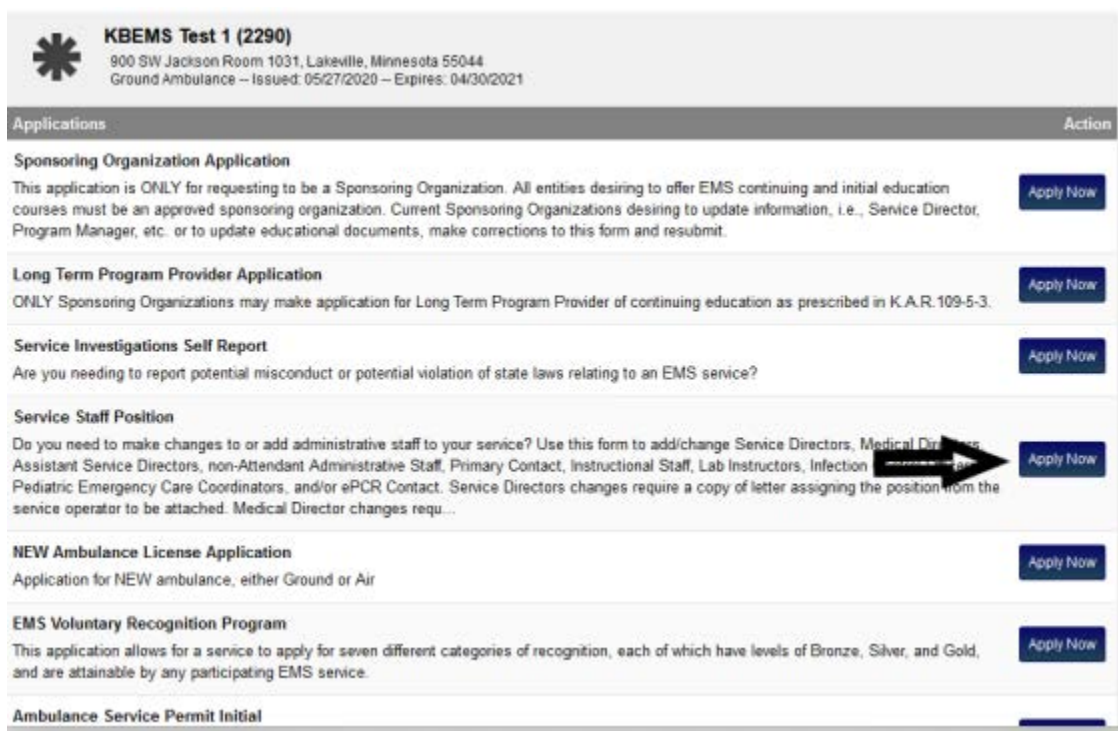 KBEMS Test 1 (2290)
900 SW Jackson Room 1031, Lakeville, Minnesota 55044
Ground Ambulance -- Issued: 05/27/2020 -- Expires: 04/30/2021
Applications Action
Sponsoring Organization Application
This application is ONLY for requesting to be a Sponsoring Organization. All entities desiring to offer EMS continuing and initial education
courses must be an approved sponsoring organization. Current Sponsoring Organizations desiring to update information, i.e., Service Director,
Program Manager, etc. or to update educational documents, make corrections to this form and resubmit.
Apply Now
Long Term Program Provider Application
ONLY Sponsoring Organizations may make application for Long Term Program Provider of continuing education as prescribed in K.A.R.109-5-3.
Apply Now
Service Investigations Self Report
Are you needing to report potential misconduct or potential violation of state laws relating to an EMS service?
Apply Now
Service Staff Position
Do you need to make changes to or add administrative staff to your service? Use this form to add/change Service Directors, Medical
Assistant Service Directors, non-Attendant Administrative Staff, Primary Contact, Instructional Staff, Lab Instructors, Infection
Pediatric Emergency Care Coordinators, and/or ePCR Contact. Service Directors changes require a copy of letter assigning the position from the
service operator to be attached. Medical Director changes requ...
Apply Now
NEW Ambulance License Application
Application for NEW ambulance, either Ground or Air
Apply Now
EMS Voluntary Recognition Program
This application allows for a service to apply for seven different categories of recognition, each of which have levels of Bronze, Silver, and Gold,
and are attainable by any participating EMS service.
Apply Now
Ambulance Service Permit Initial